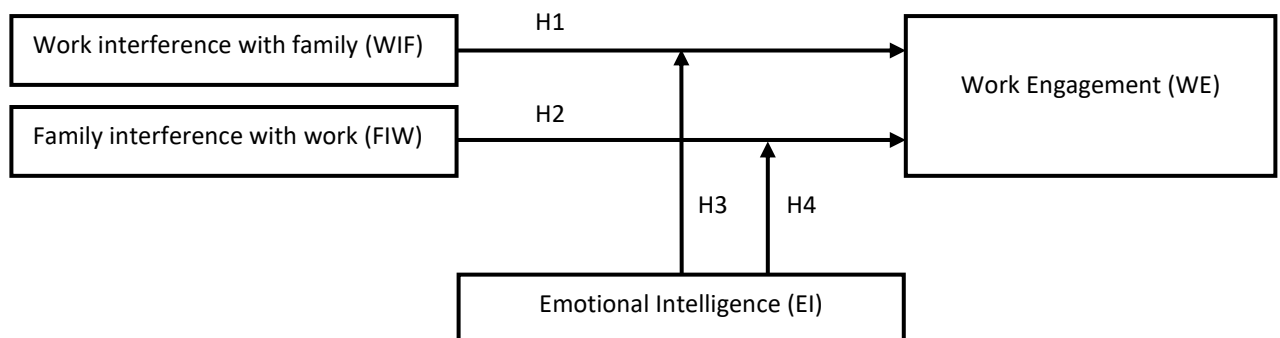 H1
Work interference with family (WIF)
Work Engagement (WE)
H2
Family interference with work (FIW)
H3
H4
Emotional Intelligence (EI)